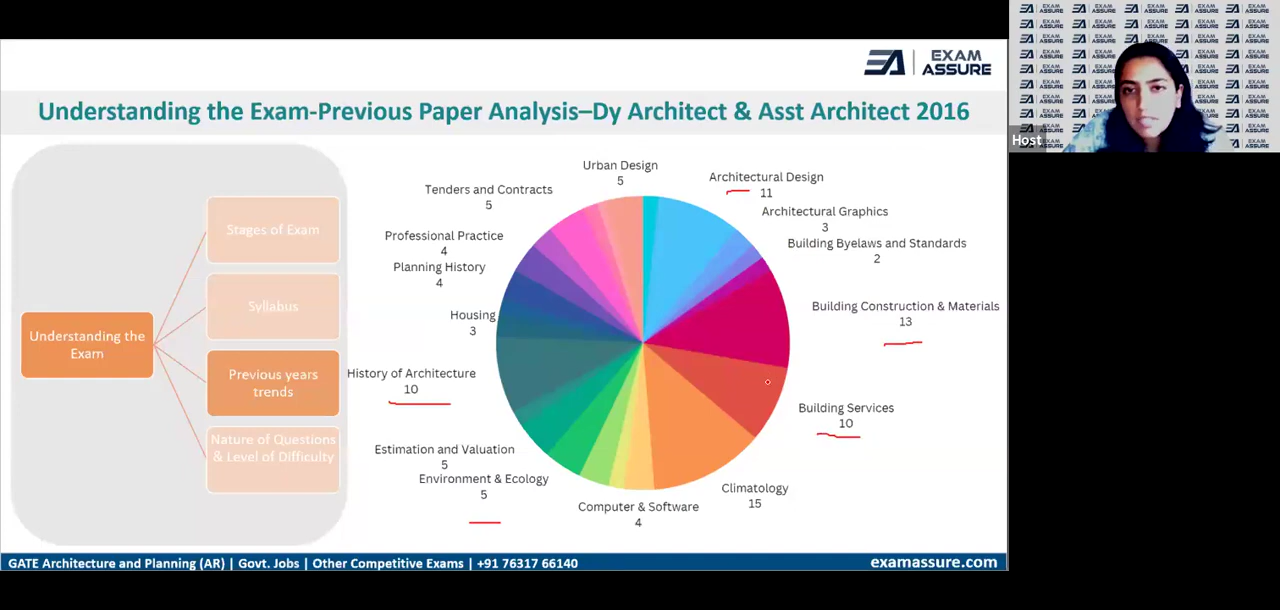 EXAM
ASSURE
Understanding the Exam-Previous Paper Analysis–Dy Architect & Asst Architect 2016
Host
Understanding the
Exam
Stages of Exam
Syllabus
Previous years
trends
Nature of Questions
& Level of Difficulty
Urban Design
5
Architectural Design
11
Architectural Graphics
3
Building Byelaws and Standards
2
Building Construction & Materials
13
Building Services
10
Climatology
15
Computer & Software
4
Environment & Ecology
5
Estimation and Valuation
5
History of Architecture
10
Housing
3
Planning History
4
Professional Practice
4
Tenders and Contracts
5
GATE Architecture and Planning (AR) | Govt. Jobs | Other Competitive Exams | +91 76317 66140
examassure.com